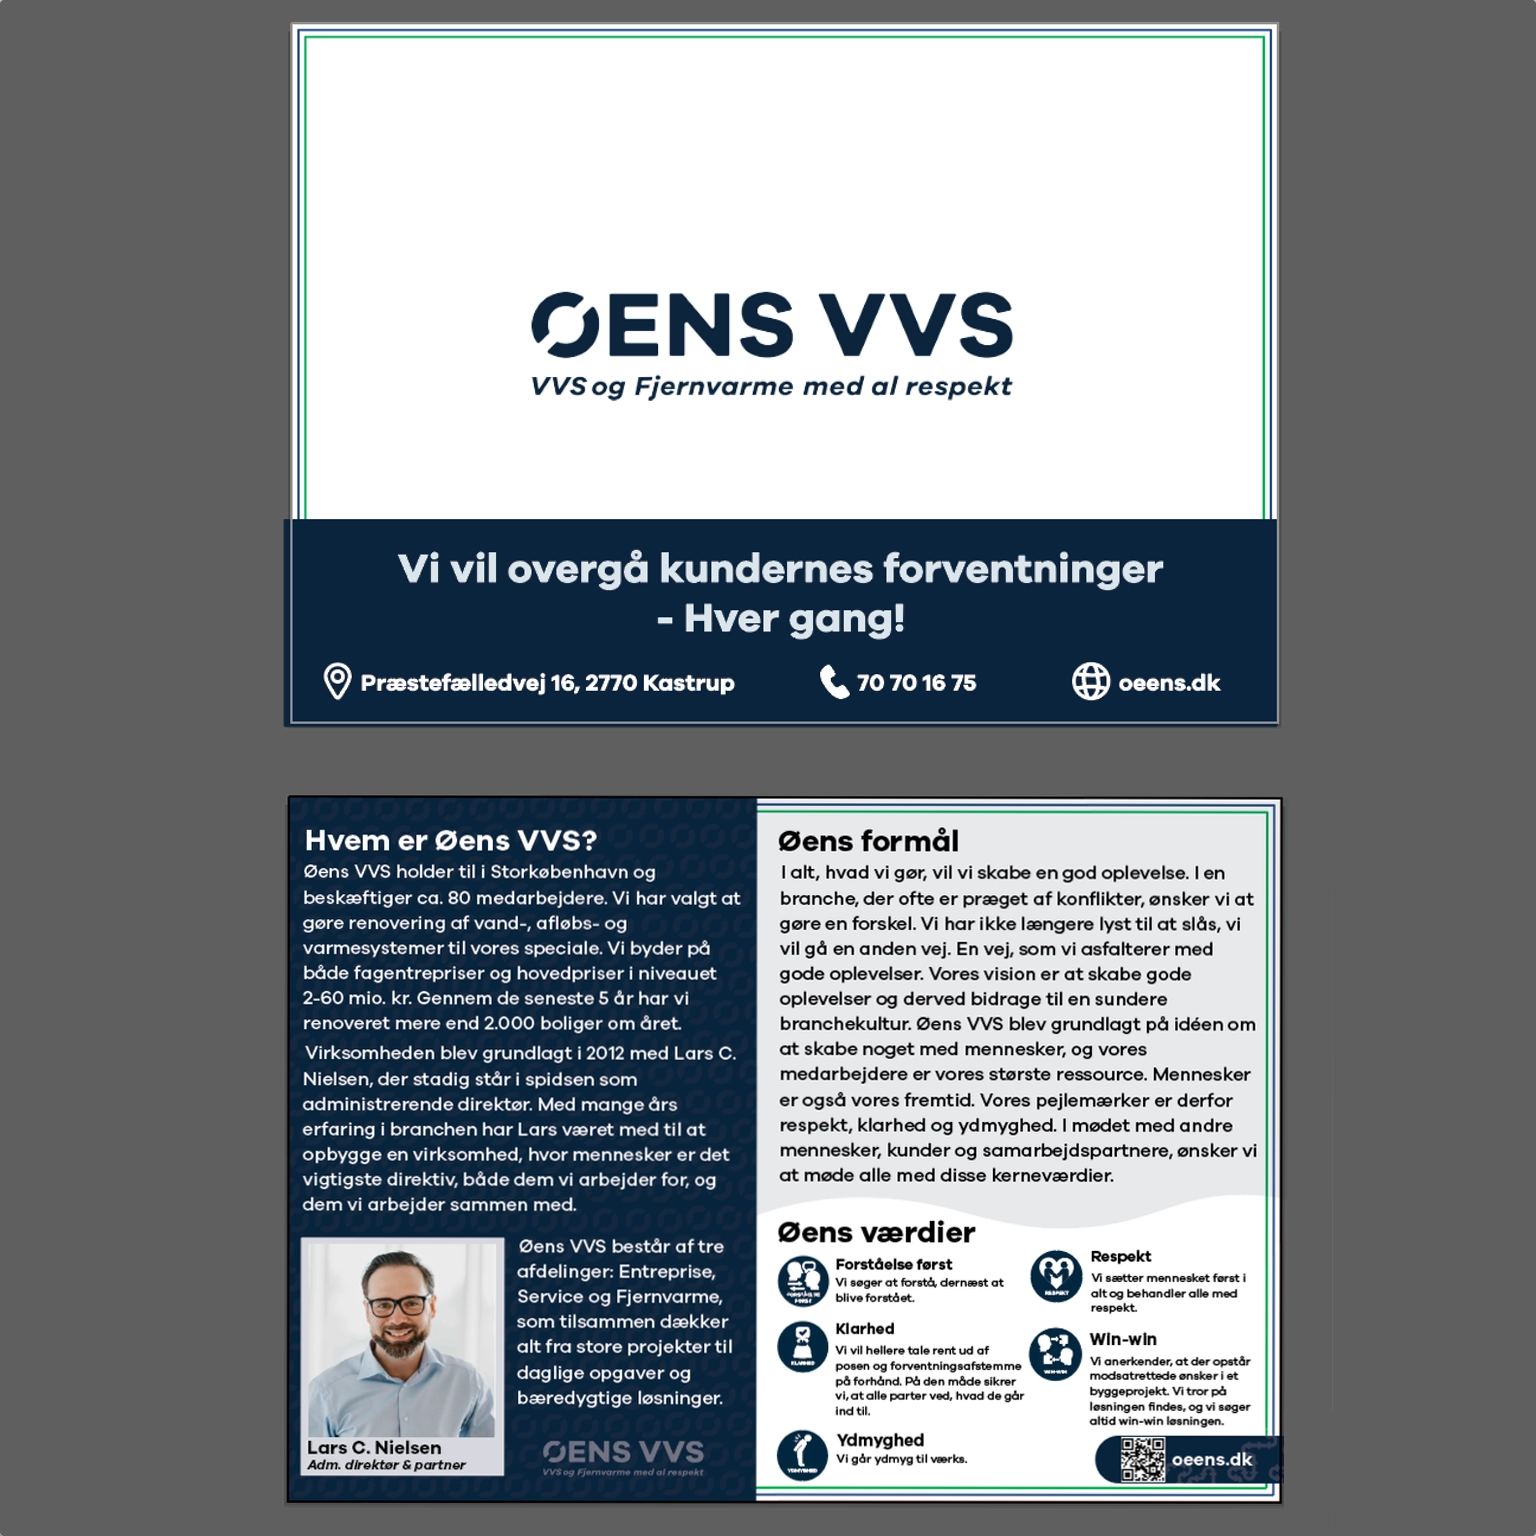 ØENS VVS
VVS og Fjernvarme med al respekt
Vi vil overgå kundernes forventninger
- Hver gang!
Præstefælledvej 16, 2770 Kastrup
70 70 16 75
oeens.dk
Hvem er Øens VVS?
Øens VVS holder til i Storkøbenhavn og
beskæftiger ca. 80 medarbejdere. Vi har valgt at
gøre renovering af vand-, afløbs- og
varmesystemer til vores speciale. Vi byder på
både fagentrepriser og hovedpriser i niveauet
2-60 mio. kr. Gennem de seneste 5 år har vi
renoveret mere end 2.000 boliger om året.
Virksomheden blev grundlagt i 2012 med Lars C.
Nielsen, der stadig står i spidsen som
administrerende direktør. Med mange års
erfaring i branchen har Lars været med til at
opbygge en virksomhed, hvor mennesker er det
vigtigste direktiv, både dem vi arbejder for, og
dem vi arbejder sammen med.
Øens VVS består af tre
afdelinger: Entreprise,
Service og Fjernvarme,
som tilsammen dækker
alt fra store projekter til
daglige opgaver og
bæredygtige løsninger.
Lars C. Nielsen
Adm. direktør & partner
ØENS VVS
VVS og Fjernvarme med al respekt
Øens formål
I alt, hvad vi gør, vil vi skabe en god oplevelse. I en
branche, der ofte er præget af konflikter, ønsker vi at
gøre en forskel. Vi har ikke længere lyst til at slås, vi
vil gå en anden vej. En vej, som vi asfalterer med
gode oplevelser. Vores vision er at skabe gode
oplevelser og derved bidrage til en sundere
branchekultur. Øens VVS blev grundlagt på idéen om
at skabe noget med mennesker, og vores
medarbejdere er vores største ressource. Mennesker
er også vores fremtid. Vores pejlemærker er derfor
respekt, klarhed og ydmyghed. I mødet med andre
mennesker, kunder og samarbejdspartnere, ønsker vi
at møde alle med disse kerneværdier.
Øens værdier
FORSTÅELSE
FØRST
Forståelse først
Vi søger at forstå, dernæst at
blive forstået.
KLARHED
Klarhed
Vi vil hellere tale rent ud af
posen og forventningsafstemme
på forhånd. På den måde sikrer
vi, at alle parter ved, hvad de går
ind til.
YDMYGHED
Ydmyghed
Vi går ydmyg til værks.
RESPEKT
Respekt
Vi sætter mennesket først i
alt og behandler alle med
respekt.
WIN-WIN
Win-win
Vi anerkender, at der opstår
modsatrettede ønsker i et
byggeprojekt. Vi tror på
løsningen findes, og vi søger
altid win-win løsningen.
oeens.dk